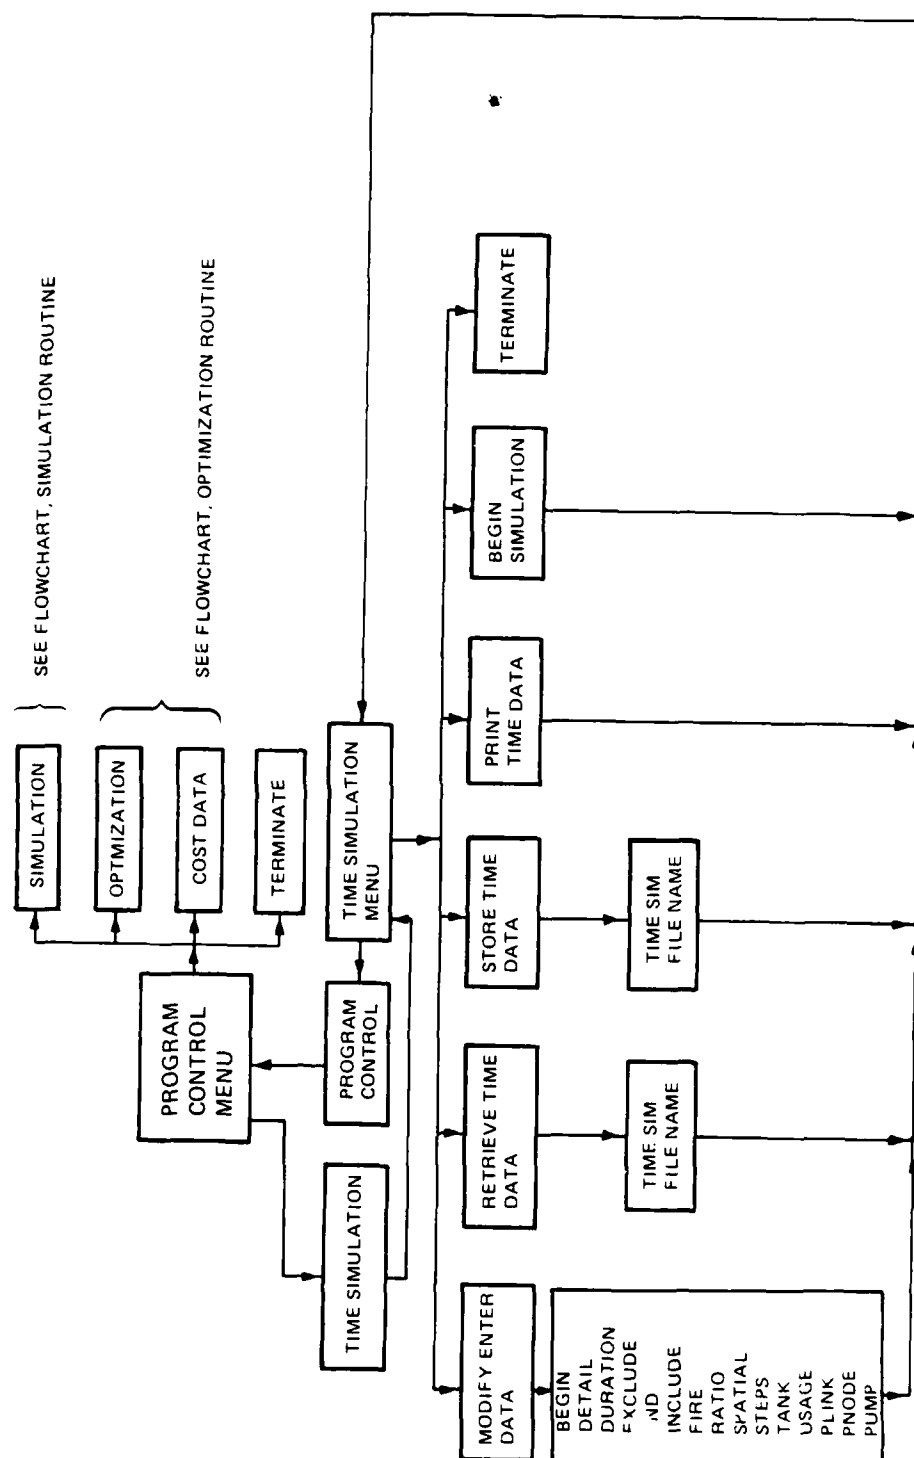 SIMULATION
SEE FLOWCHART, SIMULATION ROUTINE
OPTMIZATION
COST DATA
SEE FLOWCHART, OPTIMIZATION ROUTINE
TERMINATE
PROGRAM
CONTROL
MENU
TIME SIMULATION
PROGRAM
CONTROL
TIME SIMULATION
MENU
MODIFY ENTER
DATA
RETRIEVE TIME
DATA
STORE TIME
DATA
PRINT
TIME DATA
BEGIN
SIMULATION
TERMINATE
BEGIN
DETAIL
DURATION
EXCLUDE
ND
INCLUDE
FIRE
RATIO
SPATIAL
STEPS
TANK
USAGE
PLINK
PNODE
PUMP
TIME SIM
FILE NAME
TIME SIM
FILE NAME